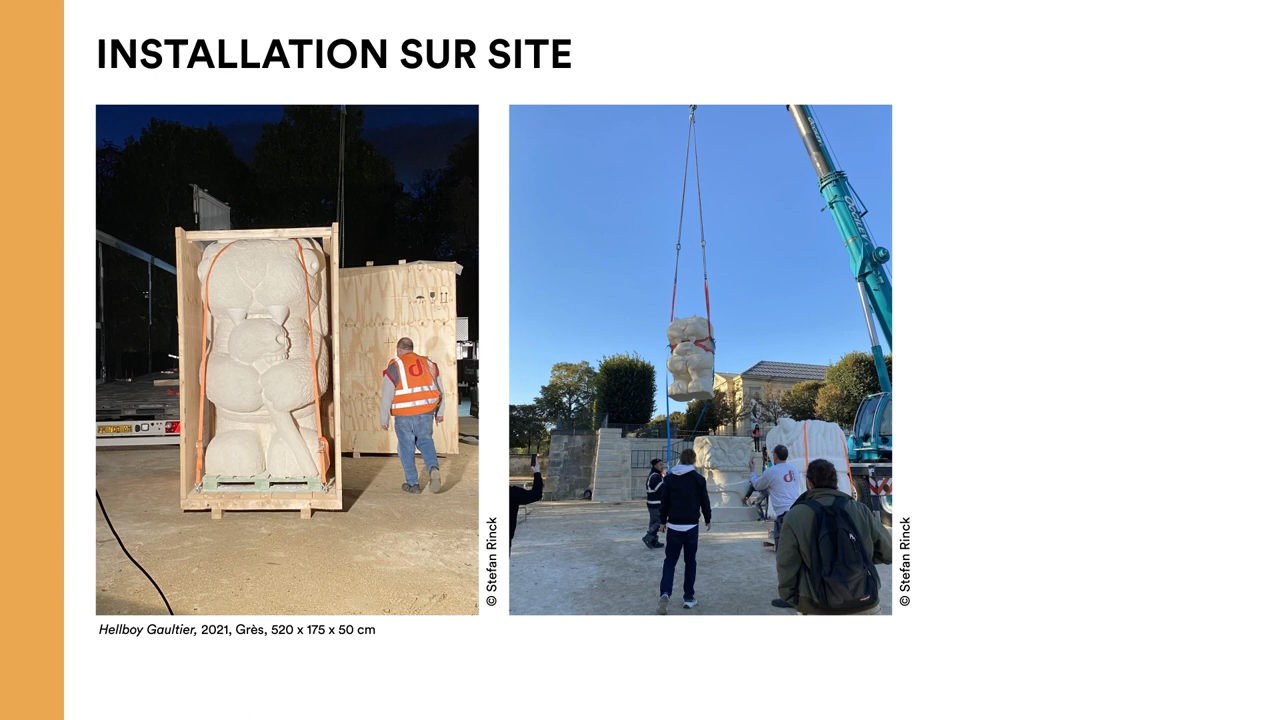 INSTALLATION SUR SITE
© Stefan Rinck
© Stefan Rinck
Hellboy Gaultier, 2021, Grès, 520 x 175 x 50 cm